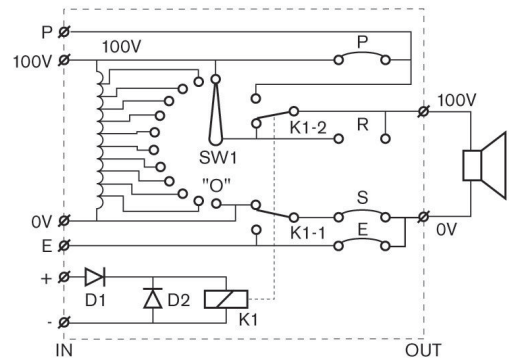 P
P
100V
100V
100V
K1-2
R
SW1
"O"
S
0V
K1-1
0V
E
E
+
D1
D2
K1
-
IN
OUT